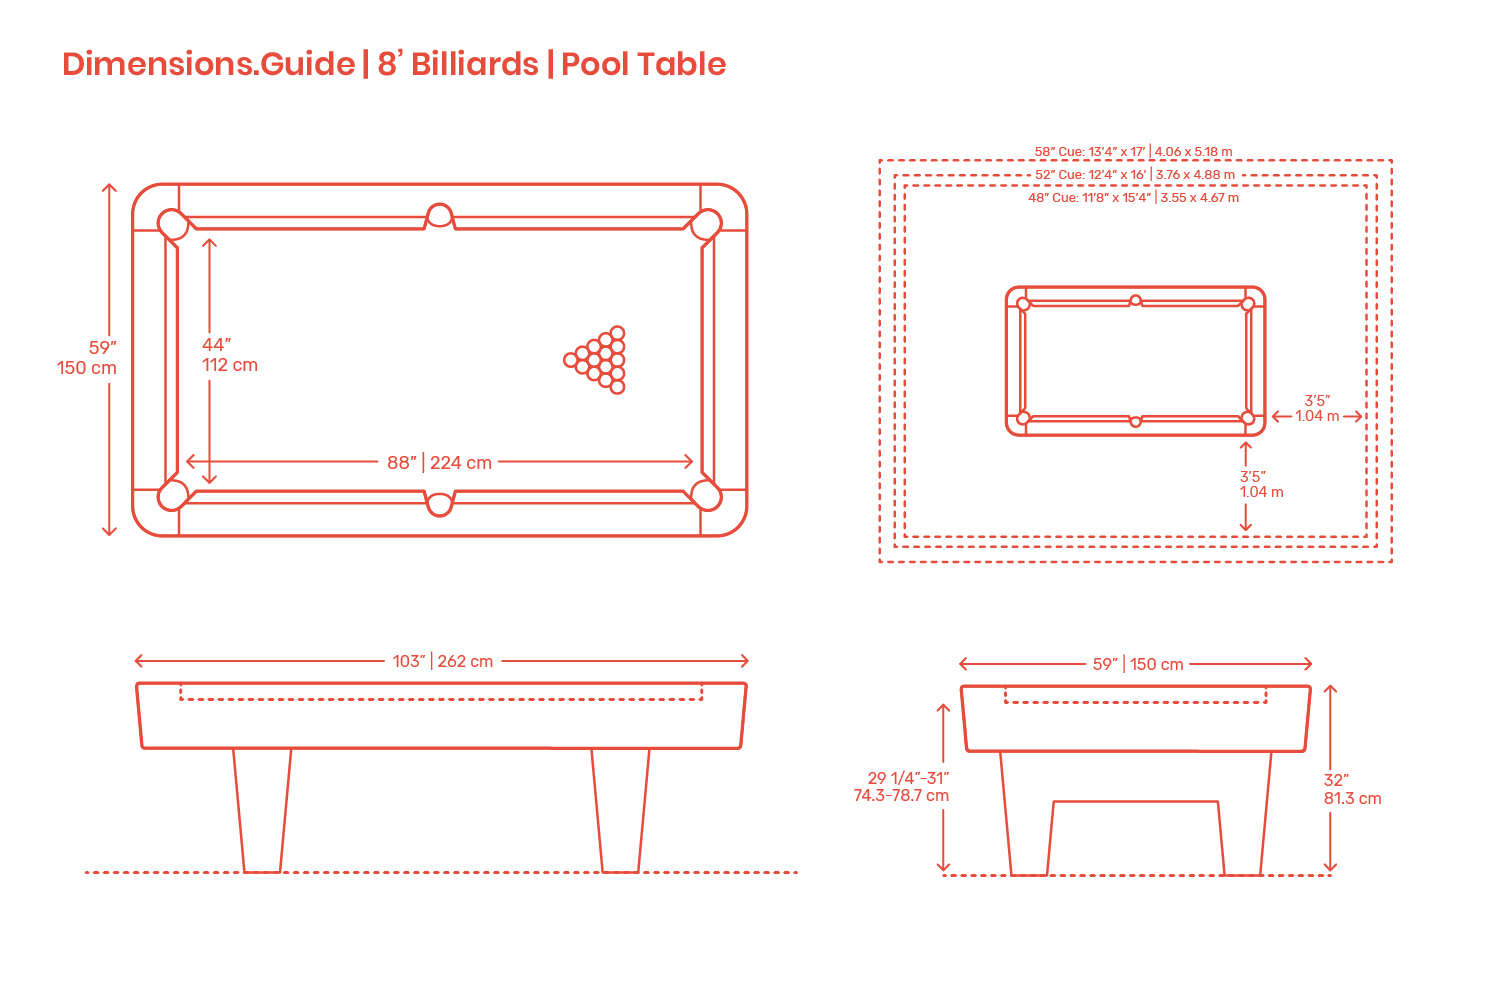 Dimensions.Guide | 8’ Billiards | Pool Table
58” Cue: 13’4” x 17’ | 4.06 x 5.18 m
52” Cue: 12’4” x 16’ | 3.76 x 4.88 m
48” Cue: 11’8” x 15’4” | 3.55 x 4.67 m
59”
150 cm
44”
112 cm
88” | 224 cm
3’5”
1.04 m
3’5”
1.04 m
103” | 262 cm
59” | 150 cm
29 1/4”-31”
74.3-78.7 cm
32”
81.3 cm